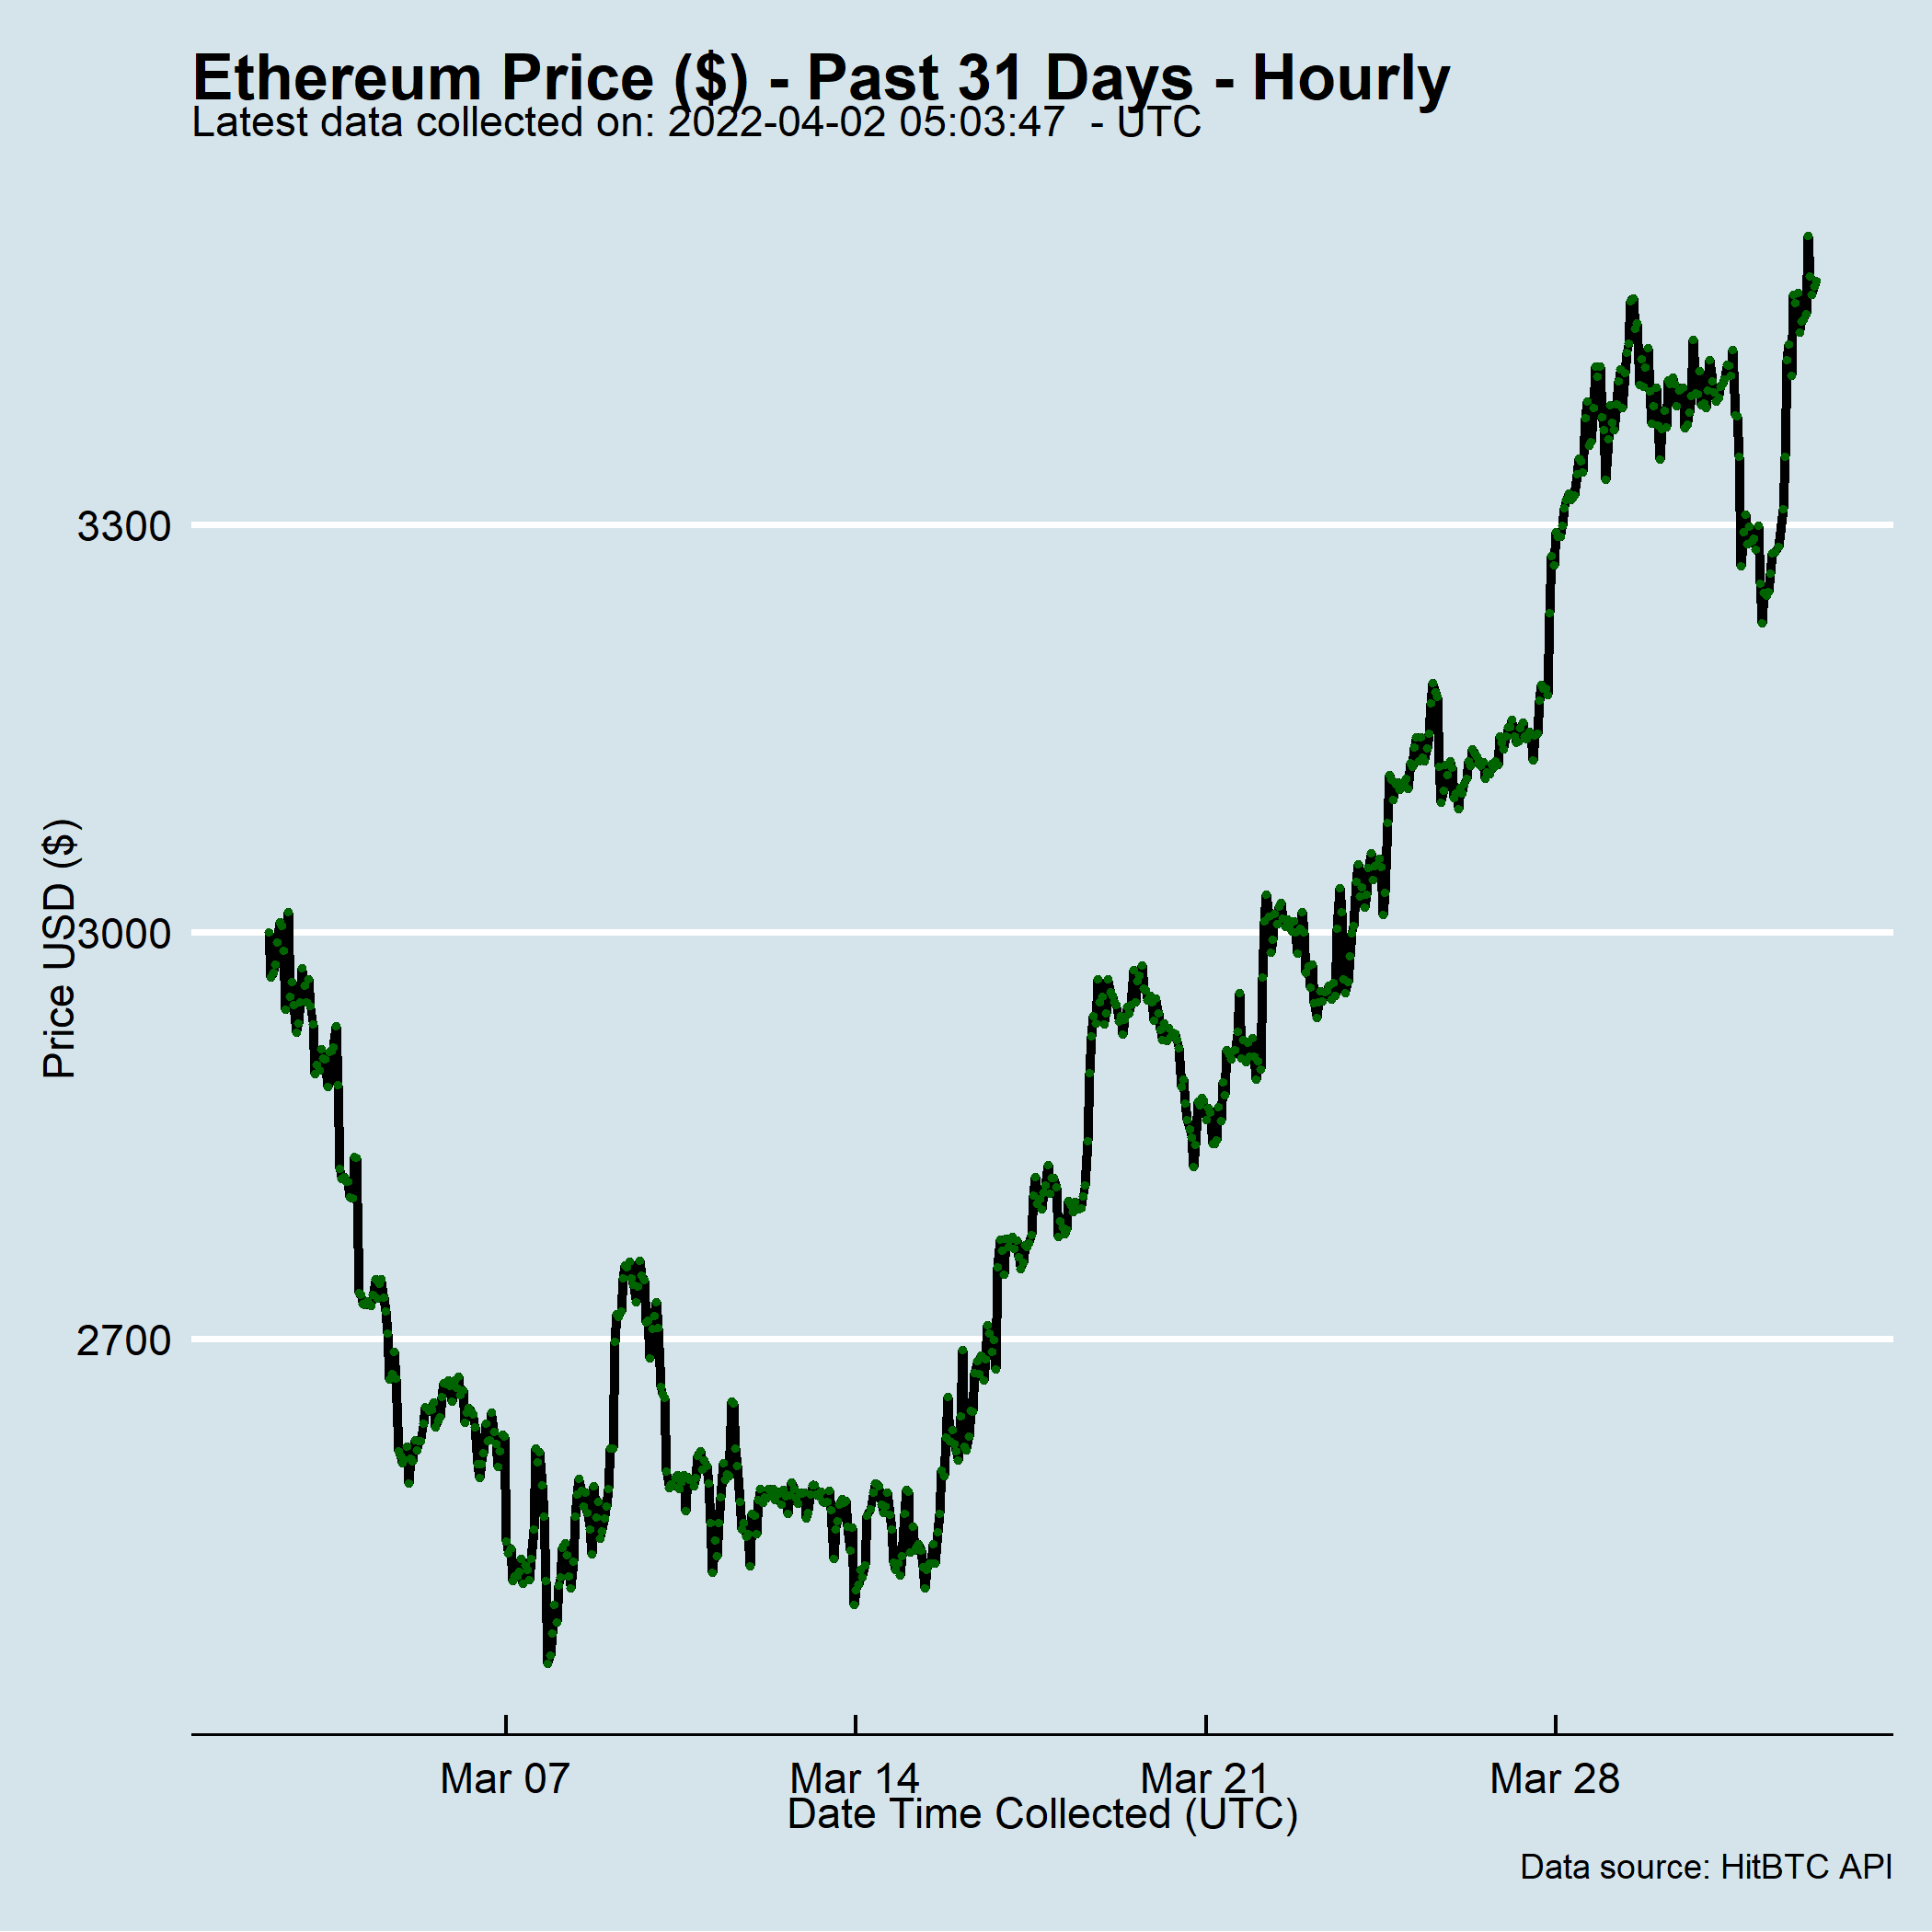 Ethereum Price ($) - Past 31 Days - Hourly
Latest data collected on: 2022-04-02 05:03:47  - UTC
Price USD ($)
3300
3000
2700
Mar 07
Mar 14
Mar 21
Mar 28
Date Time Collected (UTC)
Data source: HitBTC API